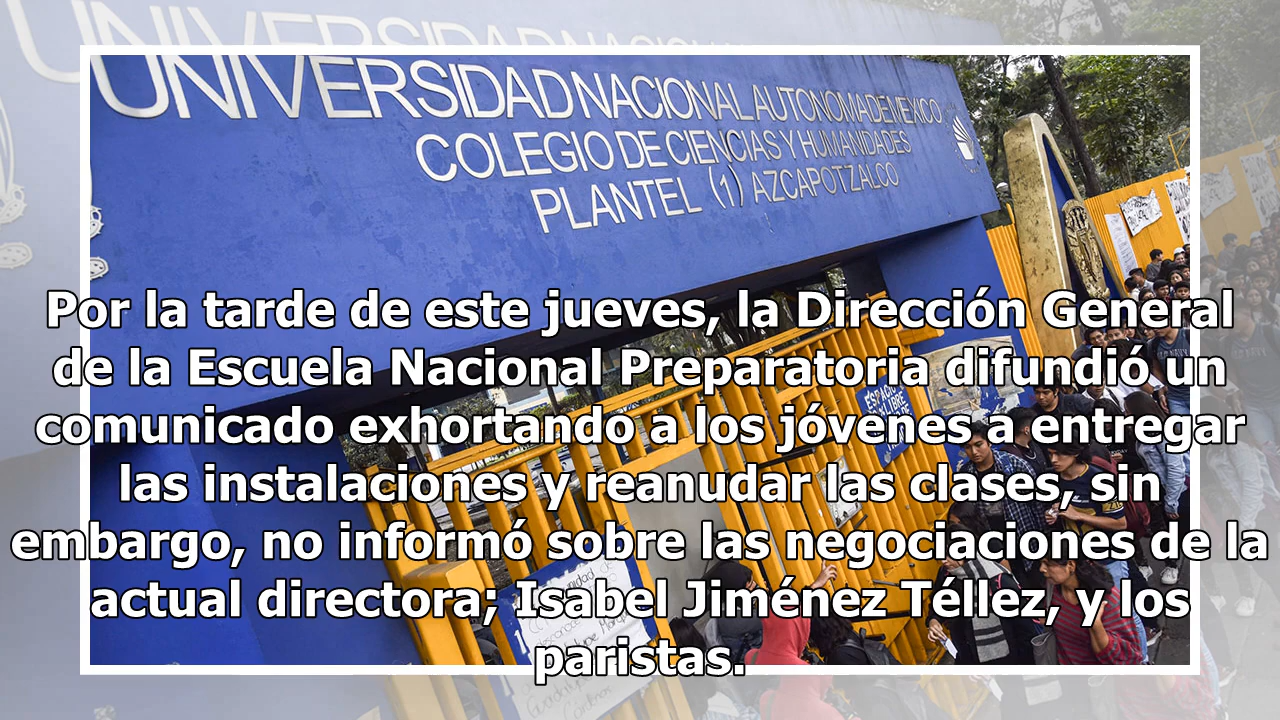 UNIVERSIDAD NACIONAL AUTONOMA DE MEXICO
COLEGIO DE CIENCIAS Y HUMANIDADES
PLANTEL (1) AZCAPOTZALCO
Por la tarde de este jueves, la Dirección General
de la Escuela Nacional Preparatoria difundió un
comunicado exhortando a los jóvenes a entregar
las instalaciones y reanudar las clases, sin
embargo, no informó sobre las negociaciones de la
actual directora; Isabel Jiménez Téllez, y los
paristas.